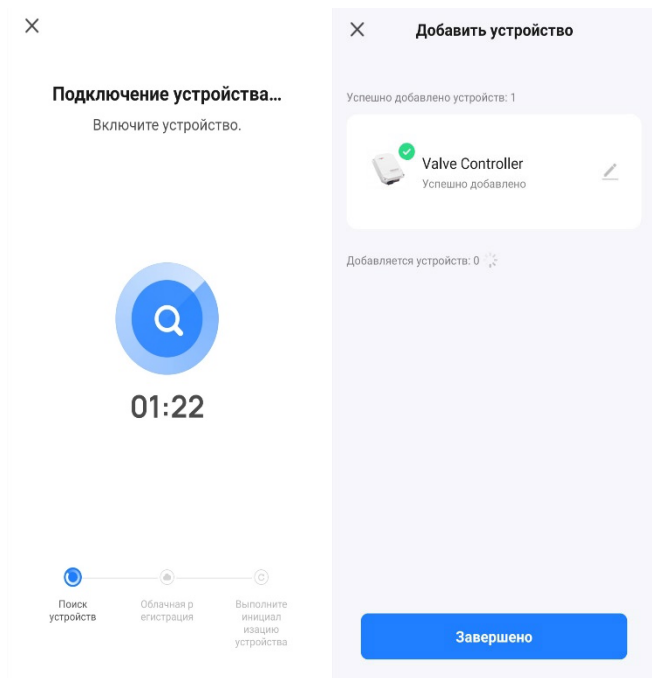 Подключение устройства...
Включите устройство.
01:22
Поиск
устройств
Облачная р
егистрация
Выполните
инициал
изацию
устройства
Добавить устройство
Успешно добавлено устройств: 1
Valve Controller
Успешно добавлено
Добавляется устройств: 0
Завершено